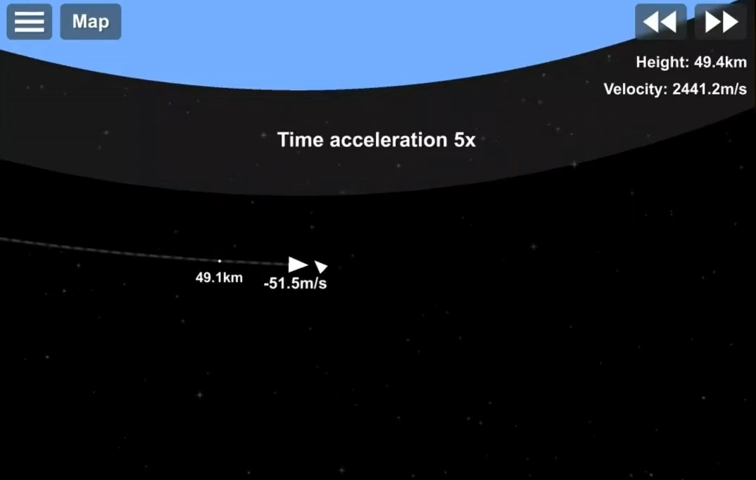 Map
Height: 49.4km
Velocity: 2441.2m/s
Time acceleration 5x
49.1km
-51.5m/s